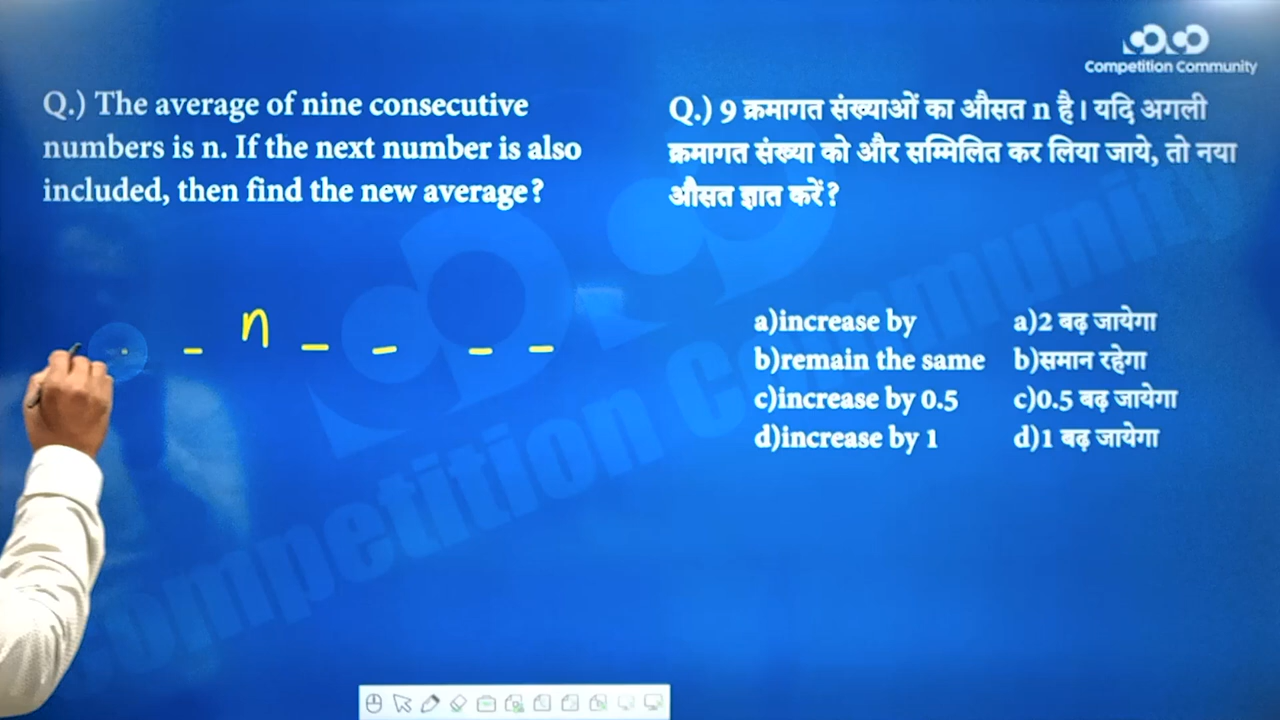 Competition Community
Q.) The average of nine consecutive
numbers is n. If the next number is also
included, then find the new average?
Q.) 9 क्रमागत संख्याओं का औसत n है। यदि अगली
क्रमागत संख्या को और सम्मिलित कर लिया जाये, तो नया
औसत ज्ञात करें?
n
a)increase by
b)remain the same
c)increase by 0.5
d)increase by 1
a)2 बढ़ जायेगा
b)समान रहेगा
c)0.5 बढ़ जायेगा
d)1 बढ़ जायेगा
Competition Community